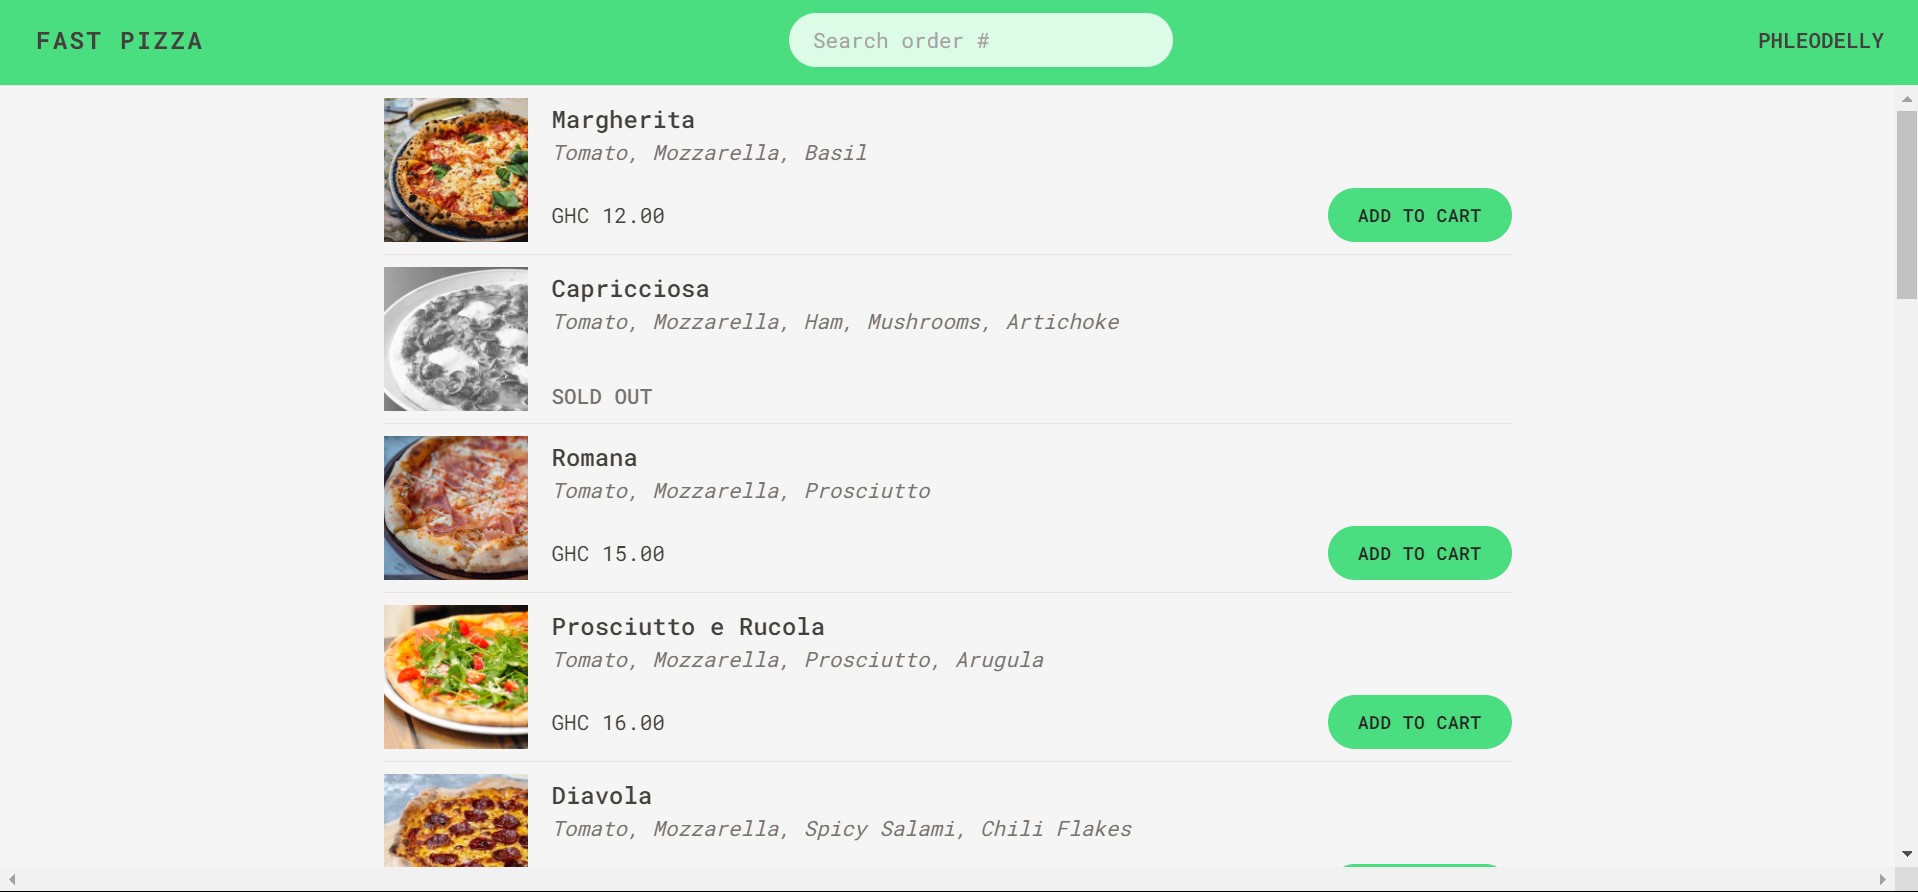 FAST PIZZA
Search order #
PHLEODELLY
Margherita
Tomato, Mozzarella, Basil
GHC 12.00
ADD TO CART
Capricciosa
Tomato, Mozzarella, Ham, Mushrooms, Artichoke
SOLD OUT
Romana
Tomato, Mozzarella, Prosciutto
GHC 15.00
ADD TO CART
Prosciutto e Rucola
Tomato, Mozzarella, Prosciutto, Arugula
GHC 16.00
ADD TO CART
Diavola
Tomato, Mozzarella, Spicy Salami, Chili Flakes